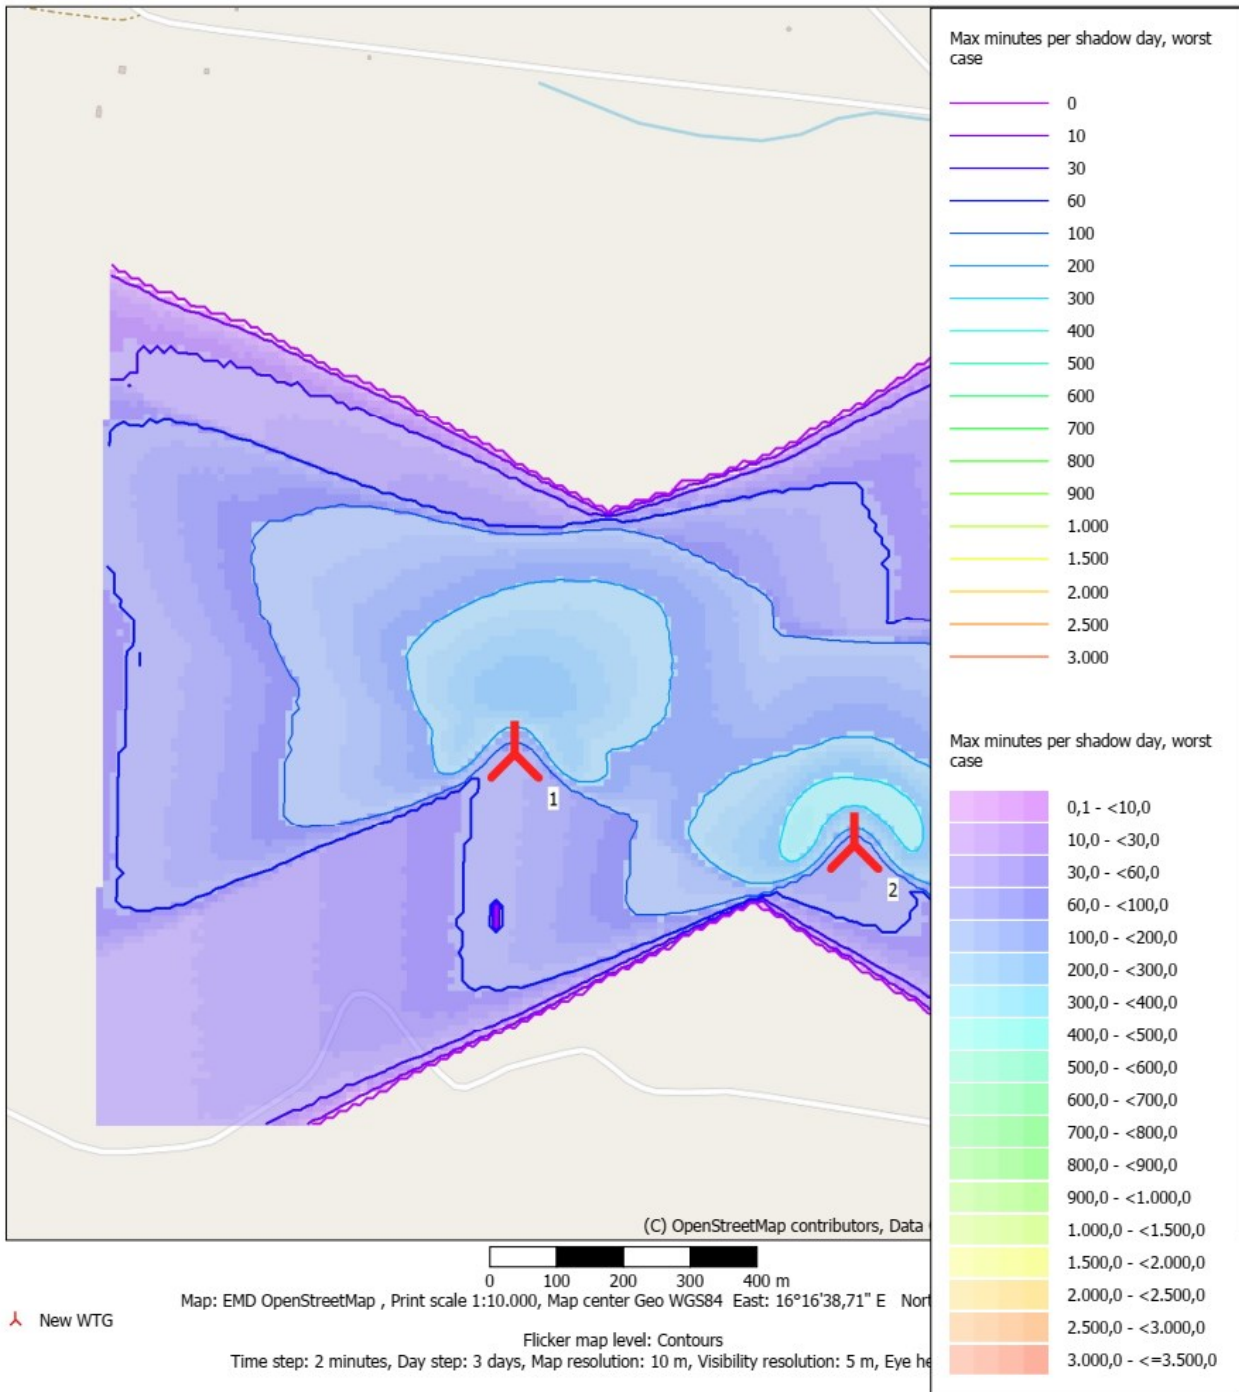 Max minutes per shadow day, worst
case
0
10
30
60
100
200
300
400
500
600
700
800
900
1.000
1.500
2.000
2.500
3.000
Max minutes per shadow day, worst
case
0,1 - <10,0
10,0 - <30,0
30,0 - <60,0
60,0 - <100,0
100,0 - <200,0
200,0 - <300,0
300,0 - <400,0
400,0 - <500,0
500,0 - <600,0
600,0 - <700,0
700,0 - <800,0
800,0 - <900,0
900,0 - <1.000,0
1.000,0 - <1.500,0
1.500,0 - <2.000,0
2.000,0 - <2.500,0
2.500,0 - <3.000,0
3.000,0 - <=3.500,0
1
2
(C) OpenStreetMap contributors, Data
0 100 200 300 400 m
Map: EMD OpenStreetMap , Print scale 1:10.000, Map center Geo WGS84 East: 16°16'38,71" E Nort
New WTG
Flicker map level: Contours
Time step: 2 minutes, Day step: 3 days, Map resolution: 10 m, Visibility resolution: 5 m, Eye he